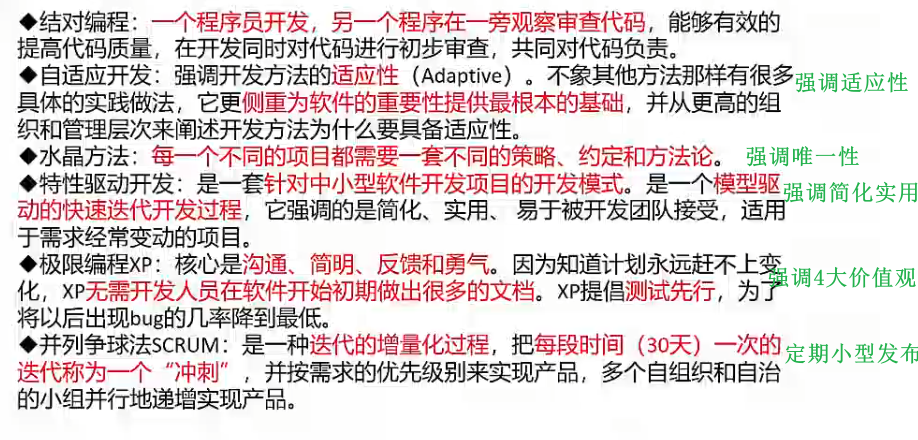 ◆结对编程：一个程序员开发，另一个程序在一旁观察审查代码，能够有效的
提高代码质量，在开发同时对代码进行初步审查，共同对代码负责。
◆自适应开发：强调开发方法的适应性（Adaptive）。不象其他方法那样有很多
强调适应性
具体的实践做法，它更侧重为软件的重要性提供最根本的基础，并从更高的组
织和管理层次来阐述开发方法为什么要具备适应性。
◆水晶方法：每一个不同的项目都需要一套不同的策略、约定和方法论。
强调唯一性
◆特性驱动开发：是一套针对中小型软件开发项目的开发模式。是一个模型驱
强调简化实用
动的快速迭代开发过程，它强调的是简化、实用、易于被开发团队接受，适用
于需求经常变动的项目。
◆极限编程XP：核心是沟通、简明、反馈和勇气。因为知道计划永远赶不上变
强调4大价值观
化，XP无需开发人员在软件开始初期做出很多的文档。XP提倡测试先行，为了
将以后出现bug的几率降到最低。
◆并列争球法SCRUM：是一种迭代的增量化过程，把每段时间（30天）一次的
定期小型发布
迭代称为一个“冲刺”，并按需求的优先级别来实现产品，多个自组织和自治
的小组并行地递增实现产品。